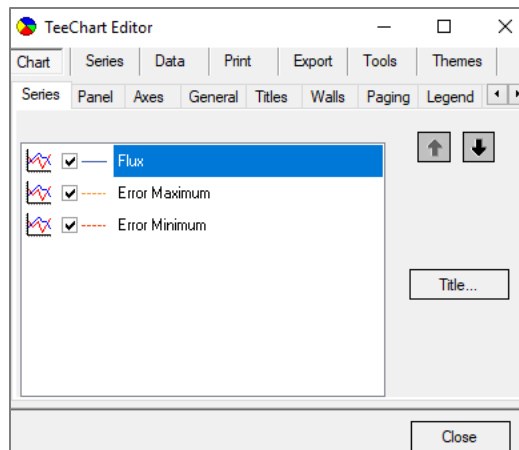 TeeChart Editor
Chart Series Data Print Export Tools Themes
Series Panel Axes General Titles Walls Paging Legend
Flux
Error Maximum
Error Minimum
Title...
Close